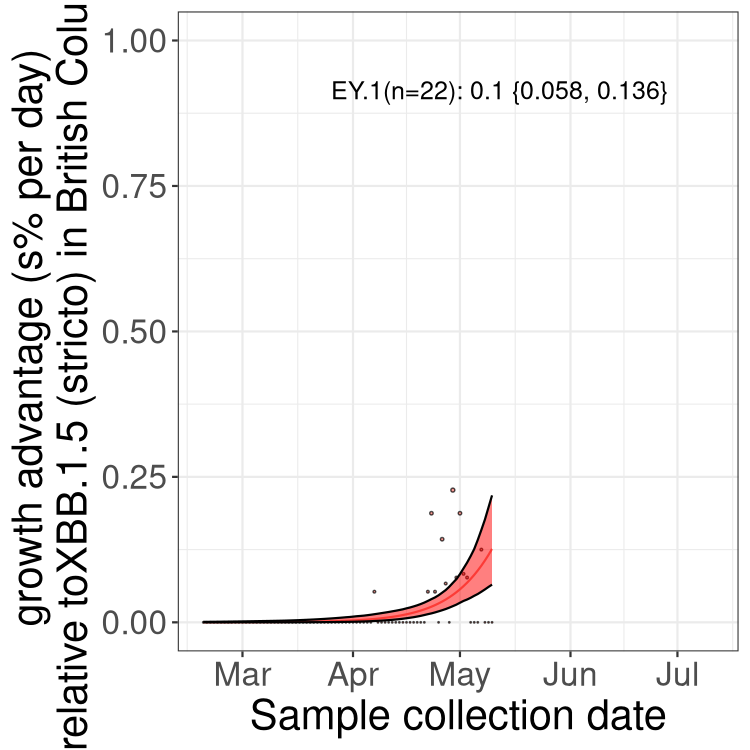 growth advantage (s% per day)
relative toXBB.1.5 (stricto) in British Colu
1.00
0.75
0.50
0.25
0.00
EY.1(n=22): 0.1 {0.058, 0.136}
Mar Apr May Jun Jul
Sample collection date